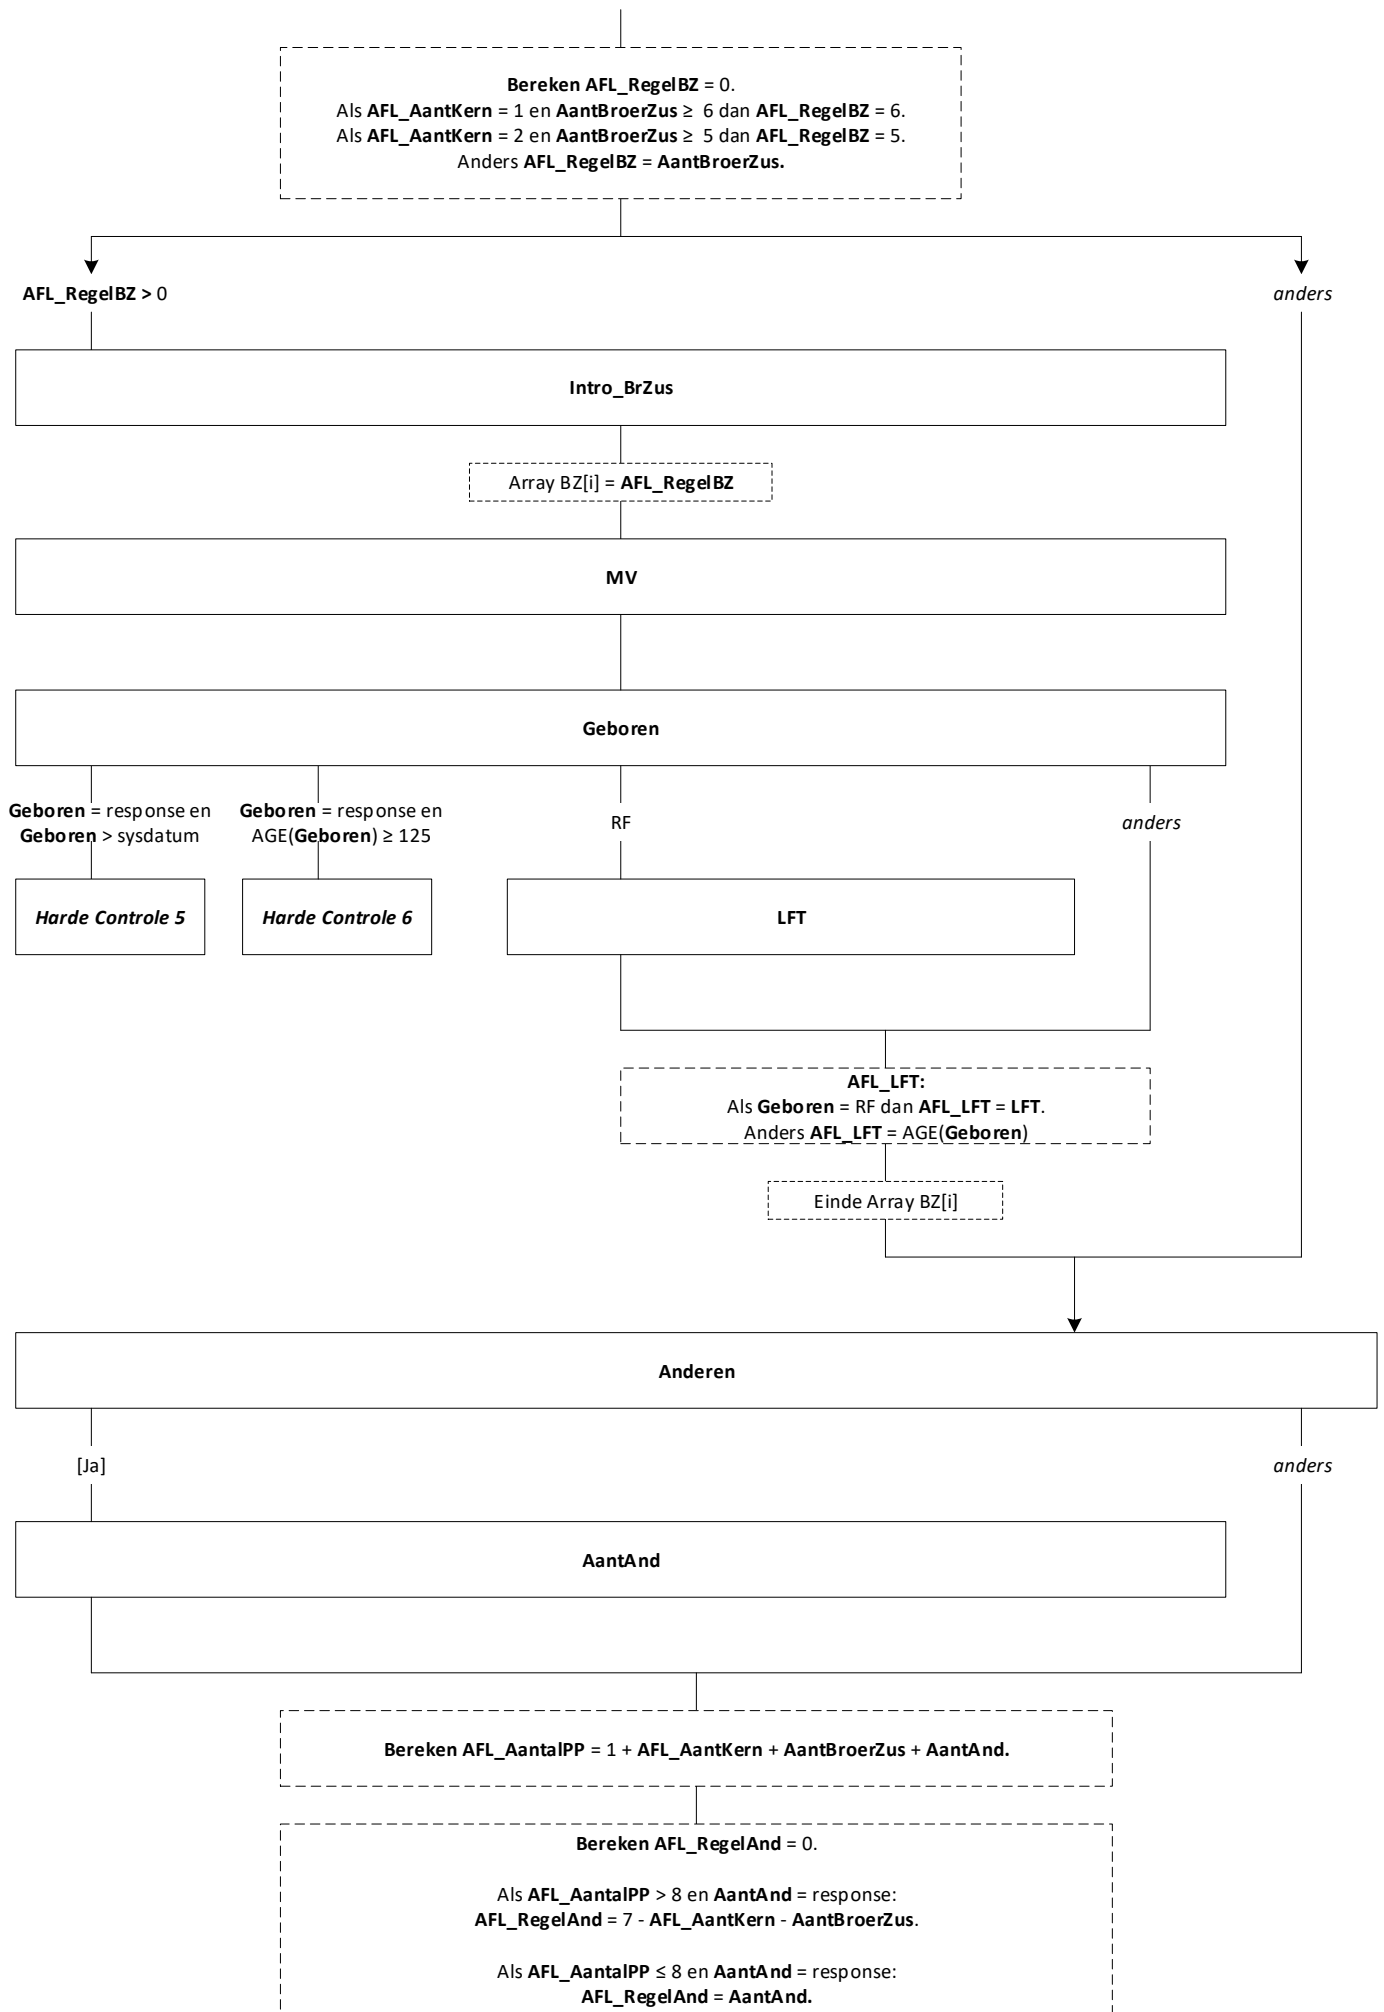 Bereken AFL_RegelBZ = 0.
Als AFL_AantKern = 1 en AantBroerZus ≥ 6 dan AFL_RegelBZ = 6.
Als AFL_AantKern = 2 en AantBroerZus ≥ 5 dan AFL_RegelBZ = 5.
Anders AFL_RegelBZ = AantBroerZus.
AFL_RegelBZ > 0
anders
Intro_BrZus
Array BZ[i] = AFL_RegelBZ
MV
Geboren
Geboren = response en
Geboren > sysdatum
Geboren = response en
AGE(Geboren) ≥ 125
RF
anders
Harde Controle 5
Harde Controle 6
LFT
AFL_LFT:
Als Geboren = RF dan AFL_LFT = LFT.
Anders AFL_LFT = AGE(Geboren)
Einde Array BZ[i]
Anderen
[Ja]
anders
AantAnd
Bereken AFL_AantalPP = 1 + AFL_AantKern + AantBroerZus + AantAnd.
Bereken AFL_RegelAnd = 0.
Als AFL_AantalPP > 8 en AantAnd = response:
AFL_RegelAnd = 7 - AFL_AantKern - AantBroerZus.
Als AFL_AantalPP ≤ 8 en AantAnd = response:
AFL_RegelAnd = AantAnd.